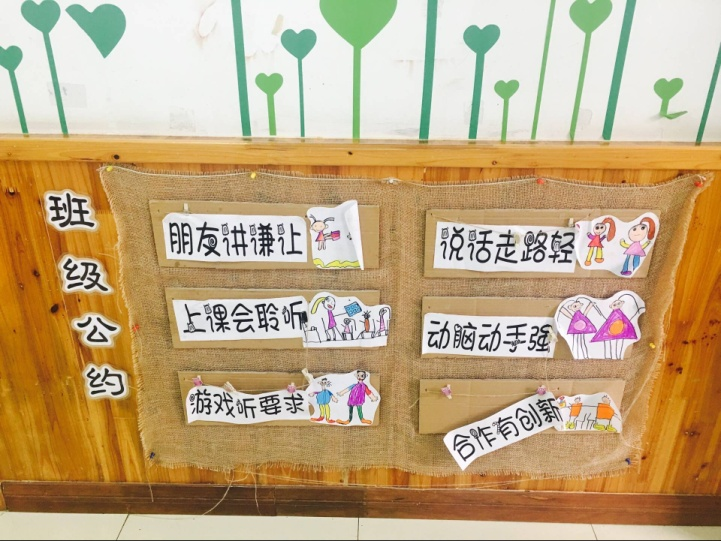 班级公约
朋友讲谦让
上课会聆听
游戏听要求
说话走路轻
动脑动手强
合作有创新